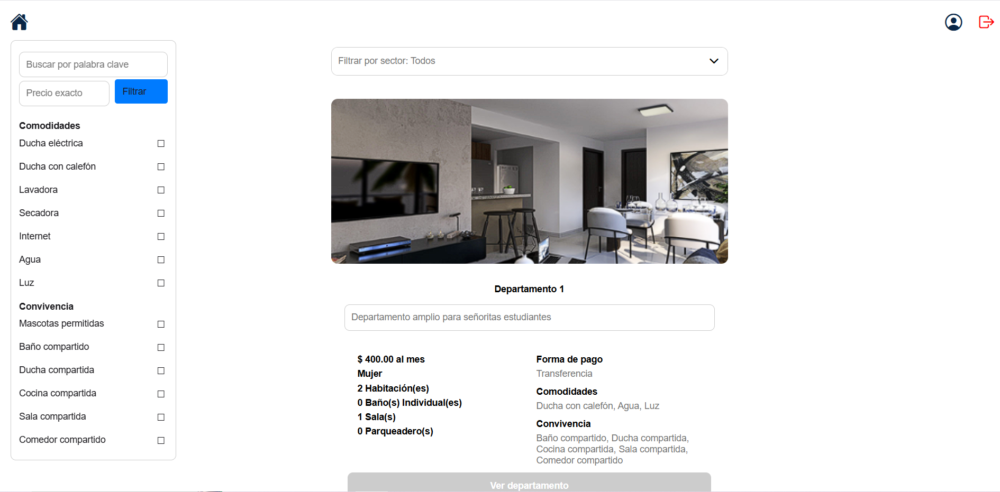 Buscar por palabra clave
Precio exacto
Filtrar
Comodidades
Ducha eléctrica
Ducha con calefón
Lavadora
Secadora
Internet
Agua
Luz
Convivencia
Mascotas permitidas
Baño compartido
Ducha compartida
Cocina compartida
Sala compartida
Comedor compartido
Filtrar por sector: Todos
Departamento 1
Departamento amplio para señoritas estudiantes
$ 400.00 al mes
Mujer
2 Habitación(es)
0 Baño(s) Individual(es)
1 Sala(s)
0 Parqueadero(s)
Forma de pago
Transferencia
Comodidades
Ducha con calefón, Agua, Luz
Convivencia
Baño compartido, Ducha compartida,
Cocina compartida, Sala compartida,
Comedor compartido
Ver departamento